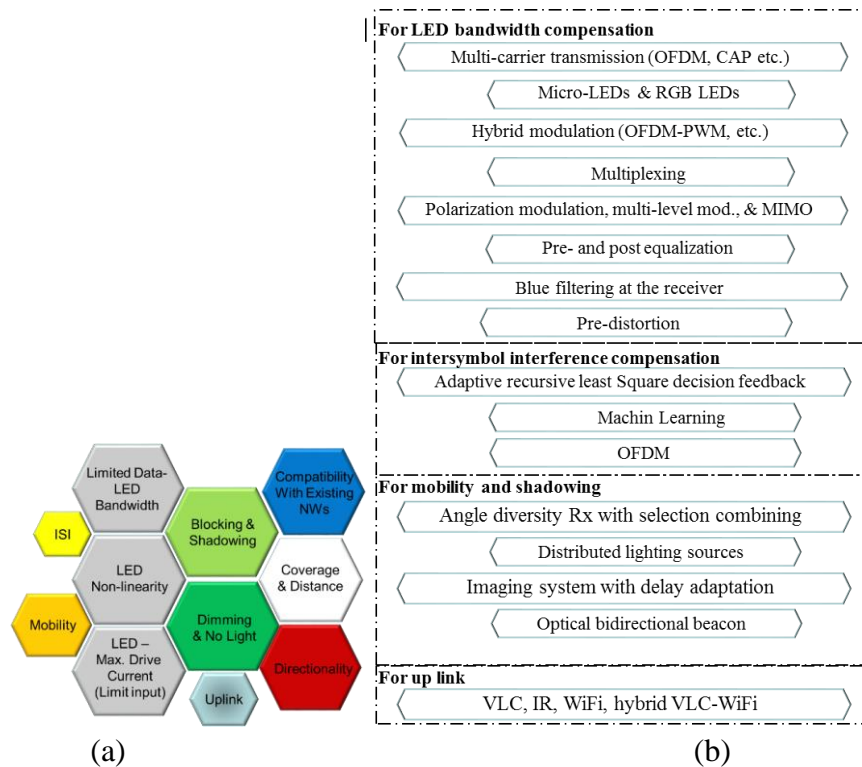 Limited Data-
LED
Bandwidth
Compatibility
With Existing
NWs
Blocking &
Shadowing
ISI
LED
Non-linearity
Coverage
& Distance
Mobility
Dimming
& No Light
LED –
Max. Drive
Current
(Limit input)
Directionality
Uplink
(a)
For LED bandwidth compensation
Multi-carrier transmission (OFDM, CAP etc.)
Micro-LEDs & RGB LEDs
Hybrid modulation (OFDM-PWM, etc.)
Multiplexing
Polarization modulation, multi-level mod., & MIMO
Pre- and post equalization
Blue filtering at the receiver
Pre-distortion
For intersymbol interference compensation
Adaptive recursive least Square decision feedback
Machin Learning
OFDM
For mobility and shadowing
Angle diversity Rx with selection combining
Distributed lighting sources
Imaging system with delay adaptation
Optical bidirectional beacon
For up link
VLC, IR, WiFi, hybrid VLC-WiFi
(b)